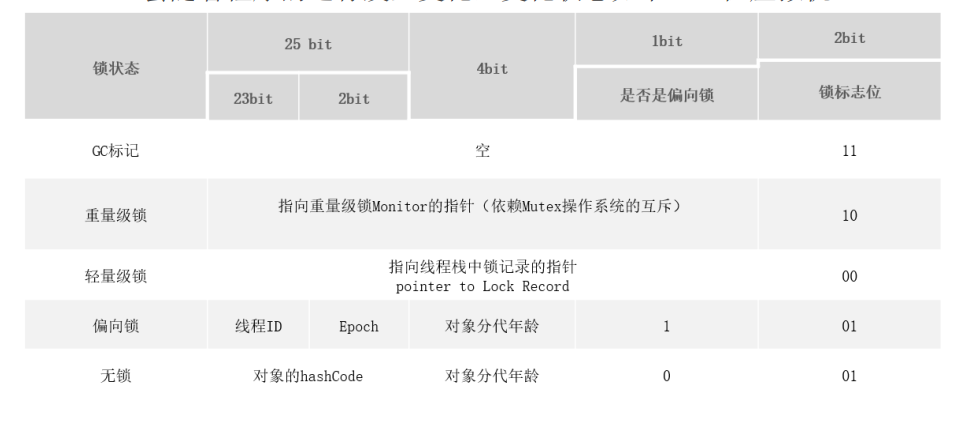 锁状态 25 bit 4bit 1bit 2bit
23bit 2bit 是否是偏向锁 锁标志位
GC标记 空 11
重量级锁 指向重量级锁Monitor的指针（依赖Mutex操作系统的互斥） 10
轻量级锁 指向线程栈中锁记录的指针 00
pointer to Lock Record
偏向锁 线程ID Epoch 对象分代年龄 1 01
无锁 对象的hashCode 对象分代年龄 0 01